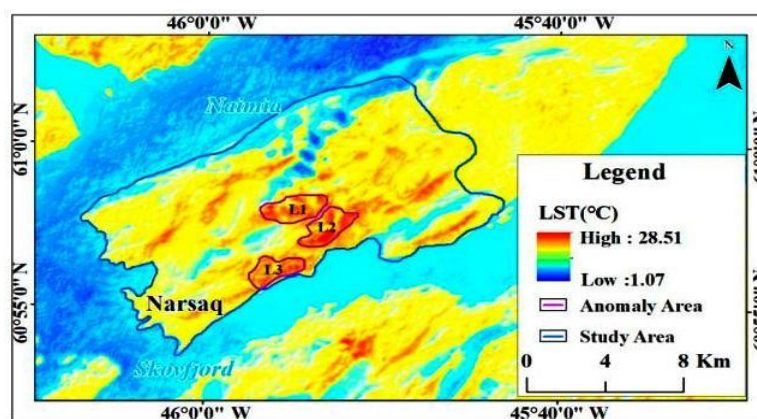 46°0'0" W
45°40'0" W
N
Naimia
61°0'0 N
Legend
LST(°C)
High : 28.51
Low :1.07
Anomaly Area
Study Area
0 4 8 Km
L1
L2
L3
Narsaq
60°55'0" N
Skovfjord
46°0'0" W
45°40'0" W